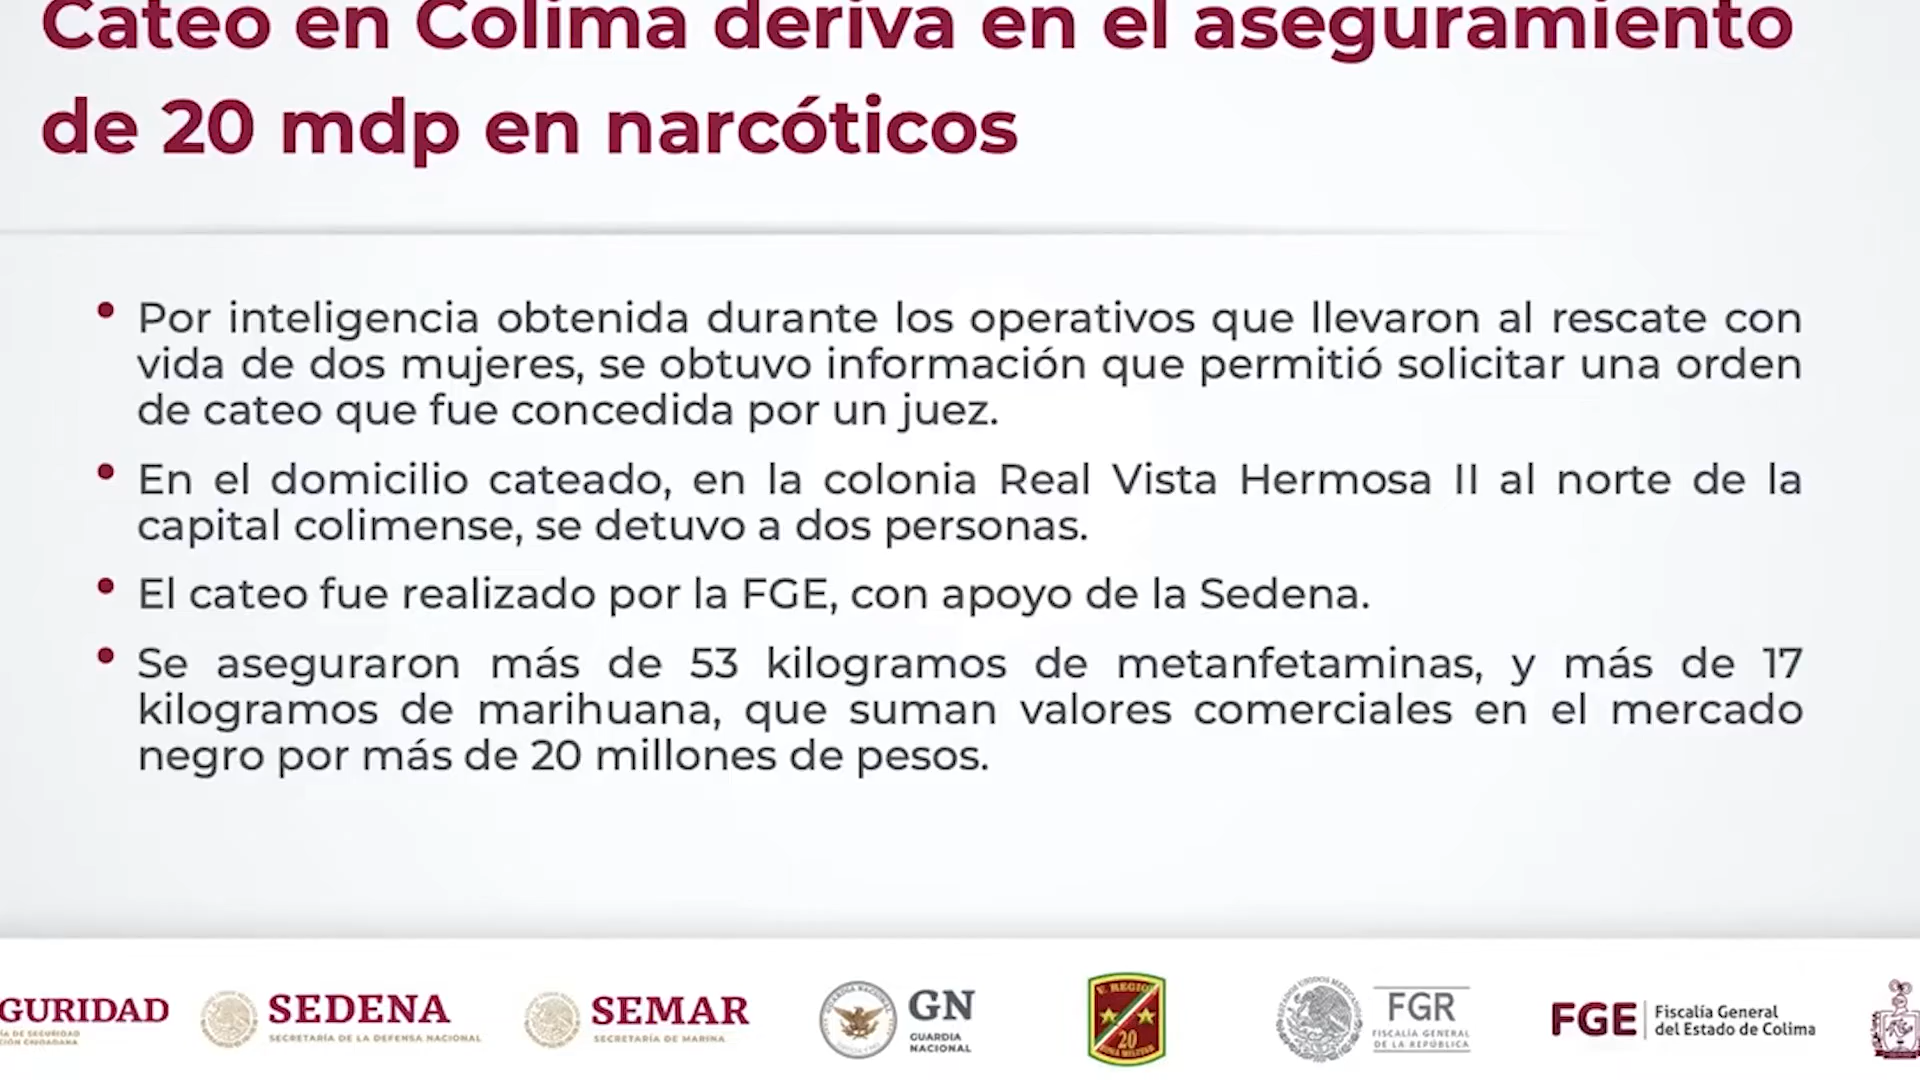 Cateo en Colima deriva en el aseguramiento
de 20 mdp en narcóticos
• Por inteligencia obtenida durante los operativos que llevaron al rescate con
vida de dos mujeres, se obtuvo información que permitió solicitar una orden
de cateo que fue concedida por un juez.
• En el domicilio cateado, en la colonia Real Vista Hermosa II al norte de la
capital colimense, se detuvo a dos personas.
• El cateo fue realizado por la FGE, con apoyo de la Sedena.
• Se aseguraron más de 53 kilogramos de metanfetaminas, y más de 17
kilogramos de marihuana, que suman valores comerciales en el mercado
negro por más de 20 millones de pesos.
GURIDAD
SEDENA
SECRETARÍA DE LA DEFENSA NACIONAL
SEMAR
SECRETARÍA DE MARINA
GUARDIA NACIONAL
GN
GUARDIA
NACIONAL
V. REGIO
20
FGR
FISCALÍA GENERAL
DE LA REPÚBLICA
FGE
Fiscalía General
del Estado de Colima